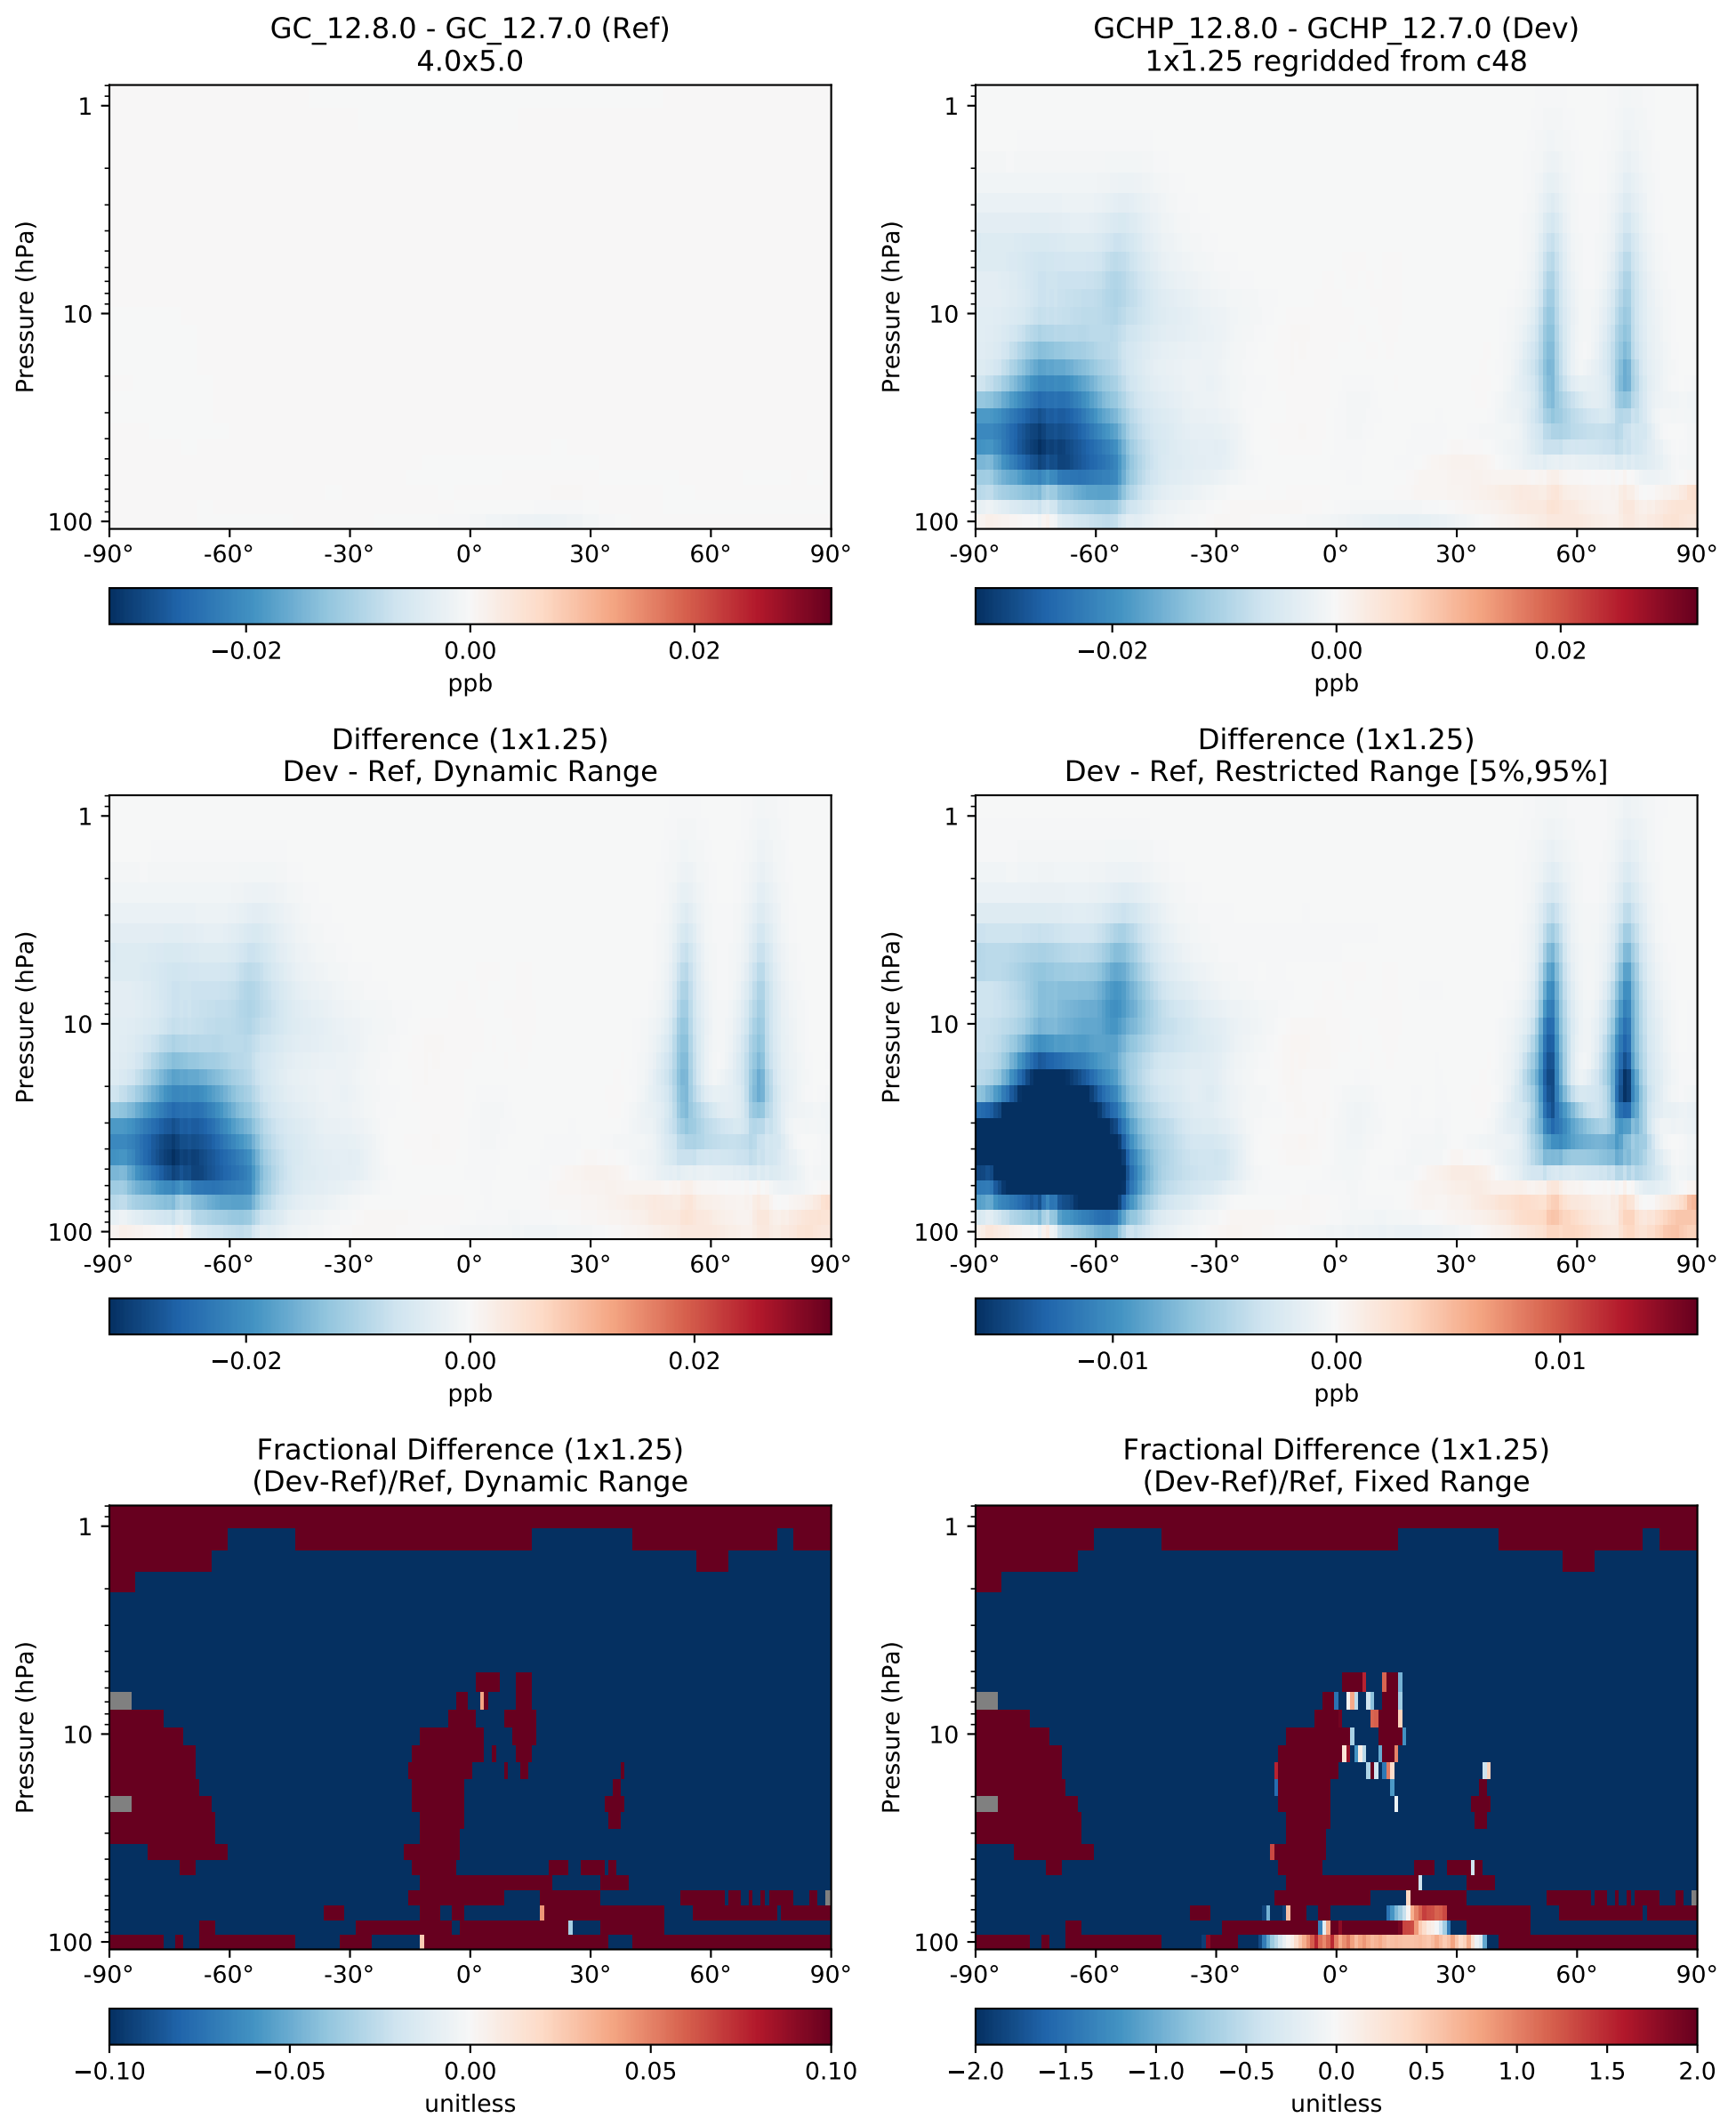 GC_12.8.0 - GC_12.7.0 (Ref)
4.0x5.0
Pressure (hPa)
1
10
100
-90° -60° -30° 0° 30° 60° 90°
−0.02 0.00 0.02
ppb
GCHP_12.8.0 - GCHP_12.7.0 (Dev)
1x1.25 regridded from c48
Pressure (hPa)
1
10
100
-90° -60° -30° 0° 30° 60° 90°
−0.02 0.00 0.02
ppb
Difference (1x1.25)
Dev - Ref, Dynamic Range
Pressure (hPa)
1
10
100
-90° -60° -30° 0° 30° 60° 90°
−0.02 0.00 0.02
ppb
Difference (1x1.25)
Dev - Ref, Restricted Range [5%,95%]
Pressure (hPa)
1
10
100
-90° -60° -30° 0° 30° 60° 90°
−0.01 0.00 0.01
ppb
Fractional Difference (1x1.25)
(Dev-Ref)/Ref, Dynamic Range
Pressure (hPa)
1
10
100
-90° -60° -30° 0° 30° 60° 90°
−0.10 −0.05 0.00 0.05 0.10
unitless
Fractional Difference (1x1.25)
(Dev-Ref)/Ref, Fixed Range
Pressure (hPa)
1
10
100
-90° -60° -30° 0° 30° 60° 90°
−2.0 −1.5 −1.0 −0.5 0.0 0.5 1.0 1.5 2.0
unitless